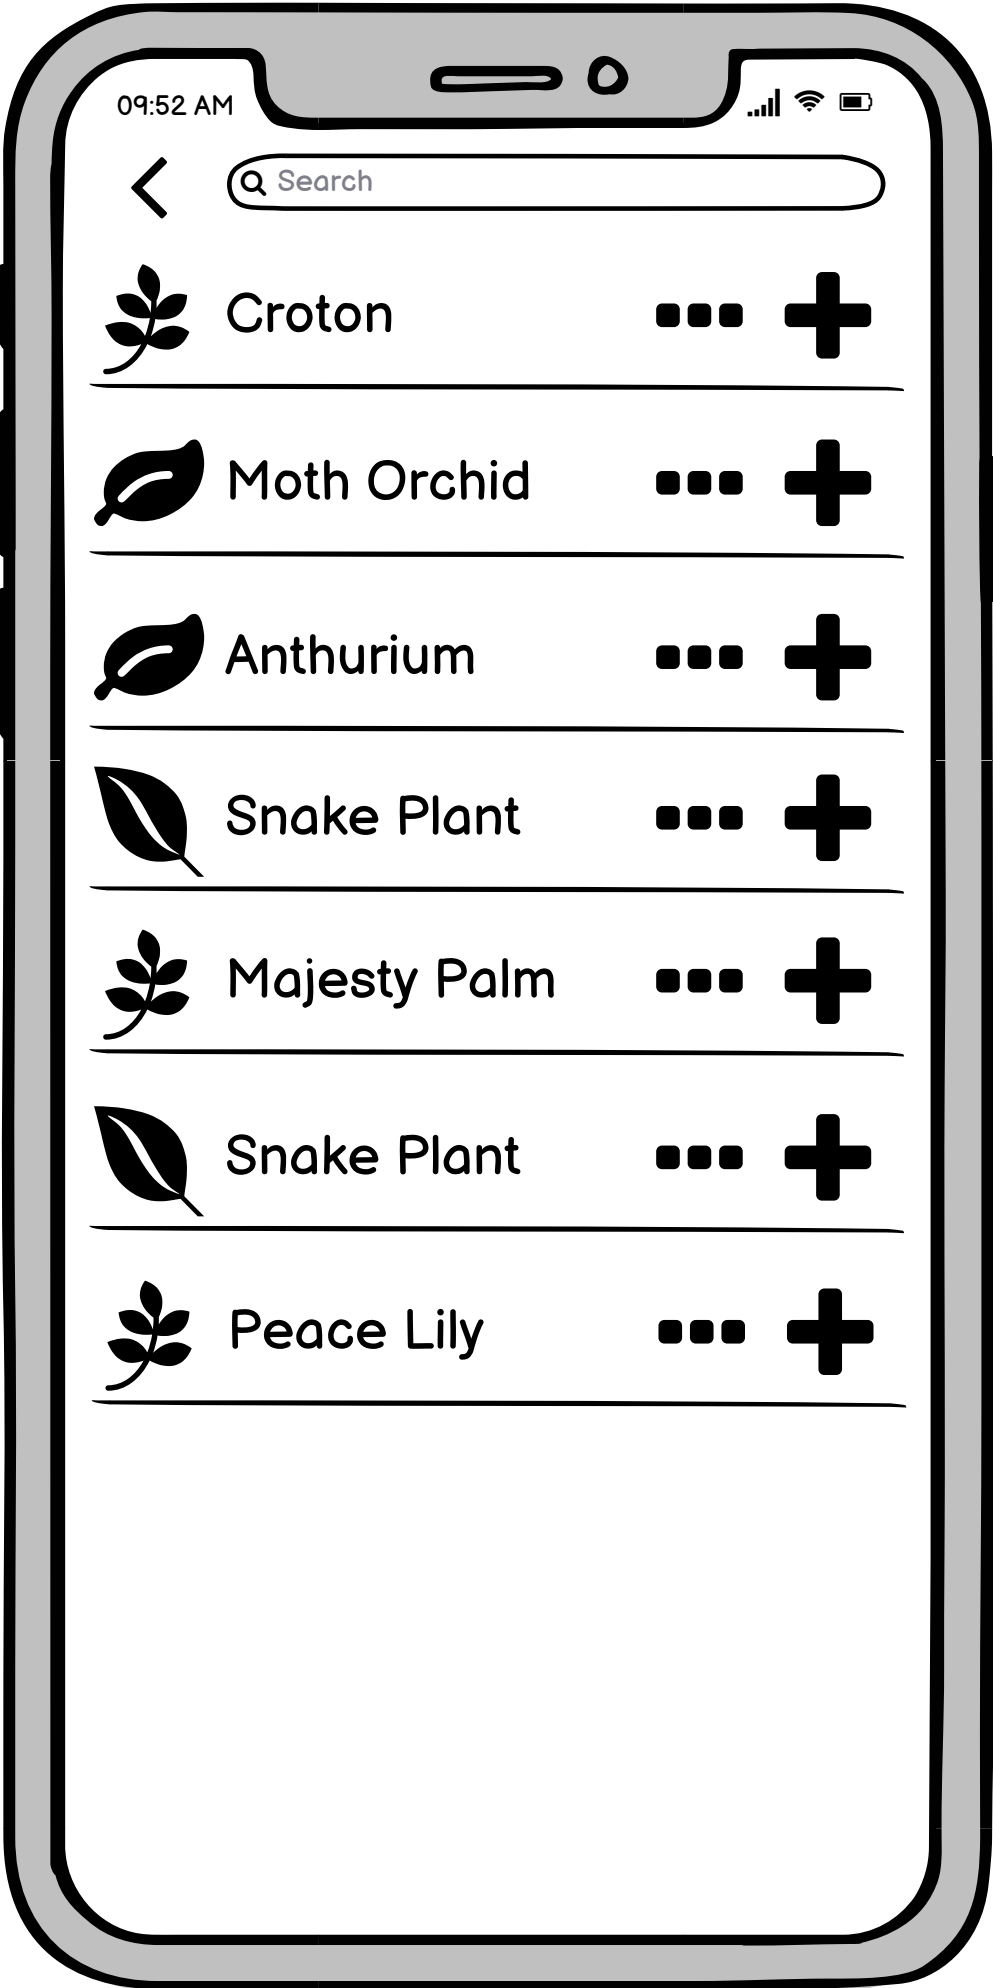 09:52 AM
Search
Croton
Moth Orchid
Anthurium
Snake Plant
Majesty Palm
Snake Plant
Peace Lily